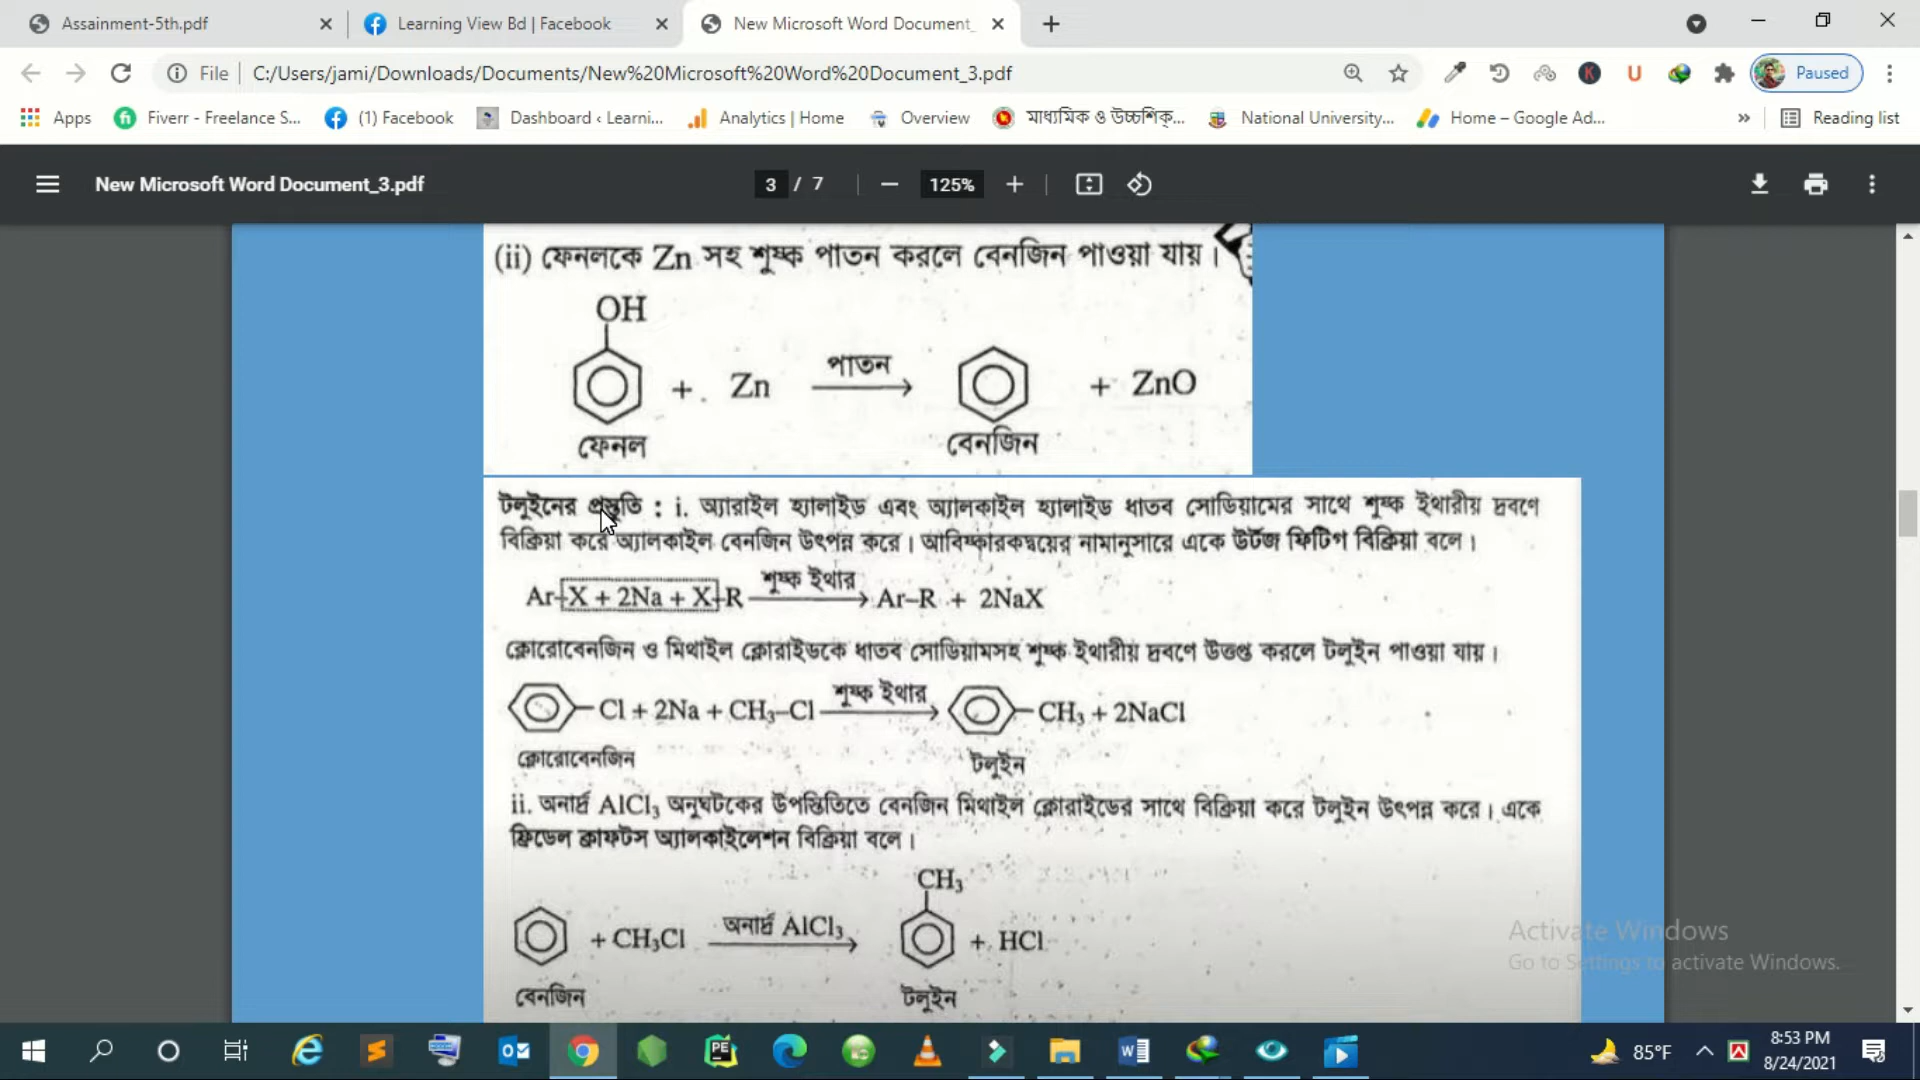 Assainment-5th.pdf
Learning View Bd | Facebook
New Microsoft Word Document_
File
C:/Users/jami/Downloads/Documents/New%20Microsoft%20Word%20Document_3.pdf
Paused
Apps
Fiverr - Freelance S...
(1) Facebook
Dashboard ‹ Learni...
Analytics | Home
Overview
মাধ্যমিক ও উচ্চশিক্...
National University...
Home – Google Ad...
»
Reading list
New Microsoft Word Document_3.pdf
3 / 7
125%
(ii) ফেনলকে Zn সহ শুষ্ক পাতন করলে বেনজিন পাওয়া যায়।
OH
+ Zn পাতন → + ZnO
ফেনল
বেনজিন
টলুইনের প্রস্তুতি : i. অ্যারাইল হ্যালাইড এবং অ্যালকাইল হ্যালাইড ধাতব সোডিয়ামের সাথে শুষ্ক ইথারীয় দ্রবণে
বিক্রিয়া করে অ্যালকাইল বেনজিন উৎপন্ন করে। আবিষ্কারকদ্বয়ের নামানুসারে একে উর্টজ ফিটিগ বিক্রিয়া বলে।
Ar–X + 2Na + X–R শুষ্ক ইথার → Ar–R + 2NaX
ক্লোরোবেনজিন ও মিথাইল ক্লোরাইডকে ধাতব সোডিয়ামসহ শুষ্ক ইথারীয় দ্রবণে উত্তপ্ত করলে টলুইন পাওয়া যায়।
–Cl + 2Na + CH₃–Cl শুষ্ক ইথার → –CH₃ + 2NaCl
ক্লোরোবেনজিন
টলুইন
ii. অনার্দ্র AlCl₃ অনুঘটকের উপস্তিতিতে বেনজিন মিথাইল ক্লোরাইডের সাথে বিক্রিয়া করে টলুইন উৎপন্ন করে। একে
ফ্রিডেল ক্রাফটস অ্যালকাইলেশন বিক্রিয়া বলে।
CH₃
+ CH₃Cl অনার্দ্র AlCl₃ → + HCl
বেনজিন
টলুইন
Activate Windows
Go to Settings to activate Windows.
85°F
8:53 PM
8/24/2021